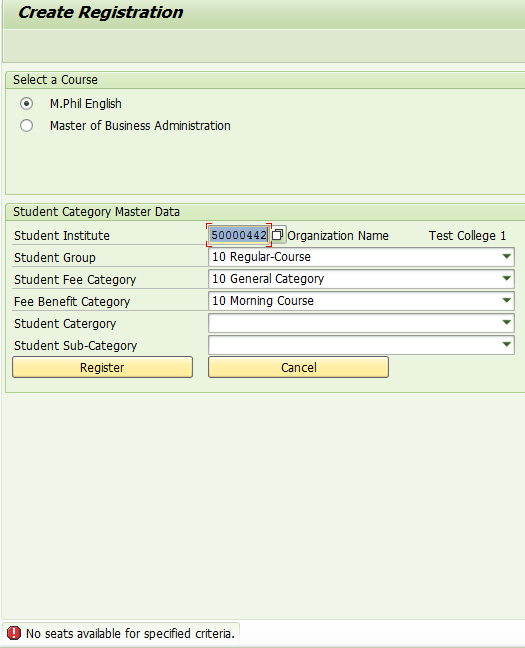 Create Registration
Select a Course
M.Phil English
Master of Business Administration
Student Category Master Data
Student Institute 50000442 Organization Name Test College 1
Student Group 10 Regular-Course
Student Fee Category 10 General Category
Fee Benefit Category 10 Morning Course
Student Catergory
Student Sub-Category
Register Cancel
No seats available for specified criteria.